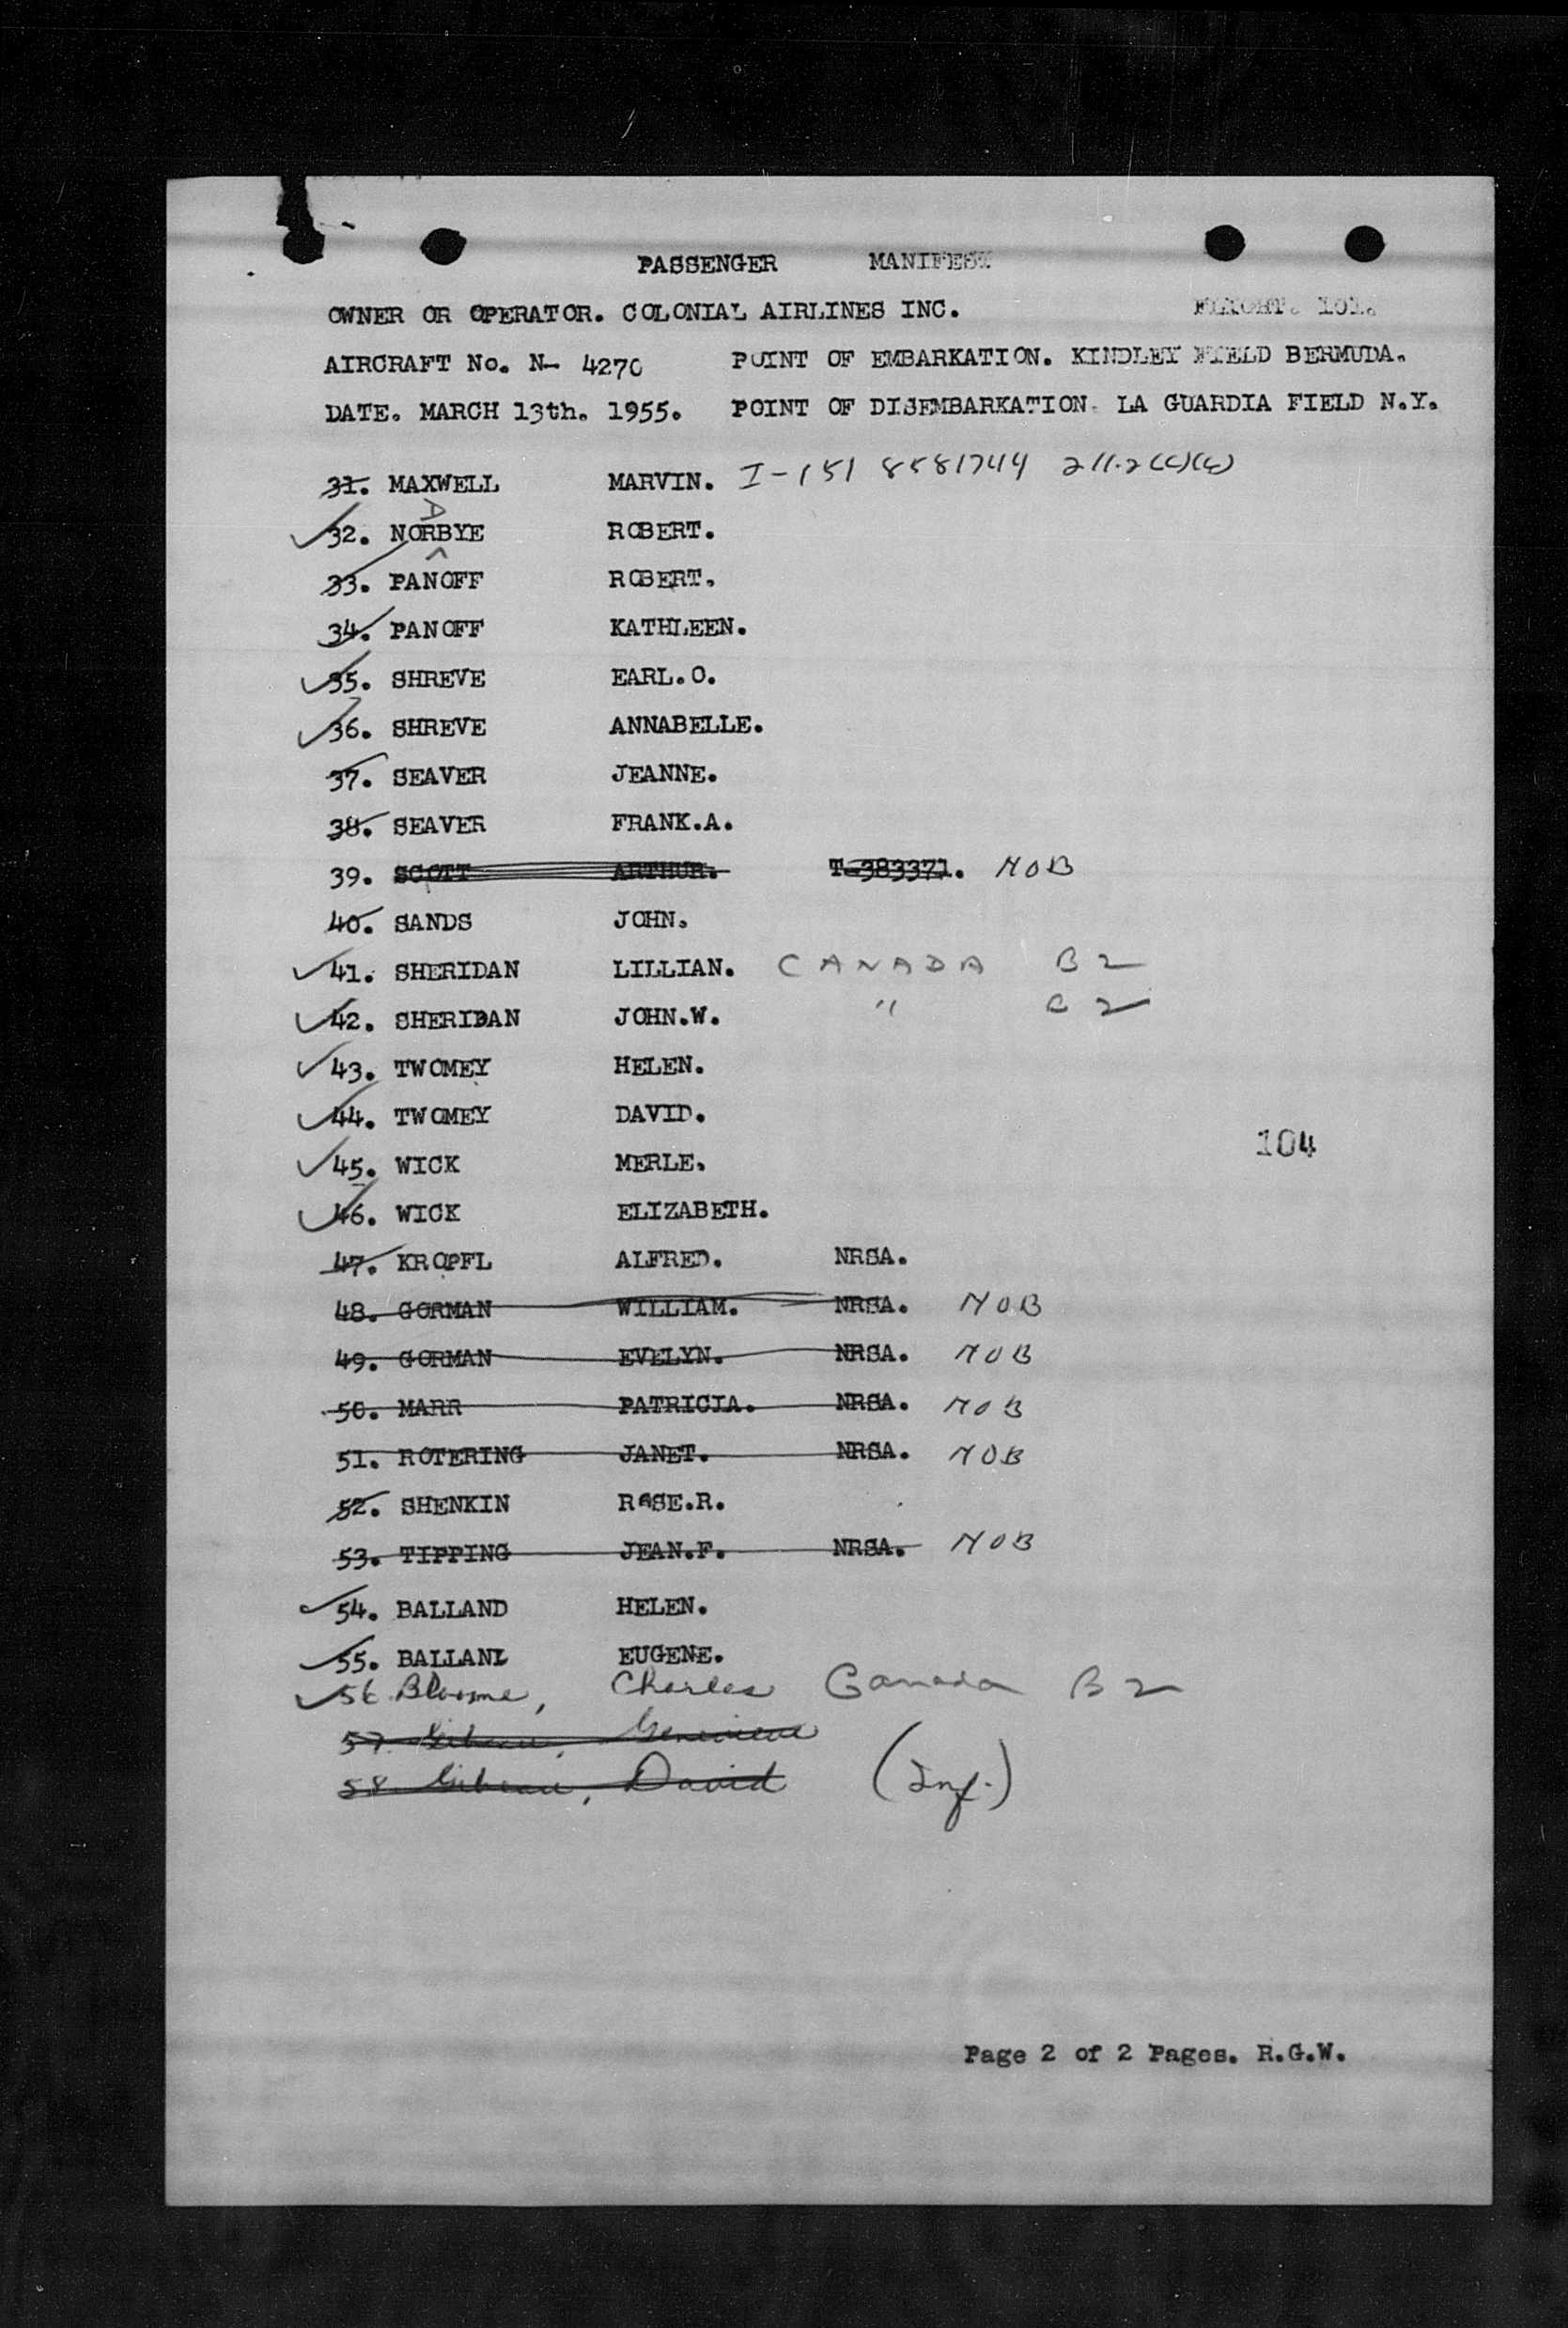 PASSENGER MANIFEST
OWNER OR OPERATOR. COLONIAL AIRLINES INC. FLIGHT. 101.
AIRCRAFT No. N- 4270 POINT OF EMBARKATION. KINDLEY FIELD BERMUDA.
DATE. MARCH 13th. 1955. POINT OF DISEMBARKATION. LA GUARDIA FIELD N.Y.
31. MAXWELL MARVIN. I-151 8581744 211.2(c)(4)
D
32. NORBYE ROBERT.
33. PANOFF ROBERT.
34. PANOFF KATHLEEN.
35. SHREVE EARL.O.
36. SHREVE ANNABELLE.
37. SEAVER JEANNE.
38. SEAVER FRANK.A.
39. SCOTT ARTHUR. T-383371. NOB
40. SANDS JOHN.
41. SHERIDAN LILLIAN. CANADA B2
42. SHERIDAN JOHN.W. " C2
43. TWOMEY HELEN.
44. TWOMEY DAVID.
104
45. WICK MERLE.
46. WICK ELIZABETH.
47. KROPFL ALFRED. NRSA.
48. GORMAN WILLIAM. NRSA. NOB
49. GORMAN EVELYN. NRSA. NOB
50. MARR PATRICIA. NRSA. NOB
51. ROTERING JANET. NRSA. NOB
52. SHENKIN ROSE.R.
53. TIPPING JEAN.F. NRSA. NOB
54. BALLAND HELEN.
55. BALLAND EUGENE.
56 Bloome, Charles Canada B2
57 Genevieve
58 David (Inf.)
Page 2 of 2 Pages. R.G.W.